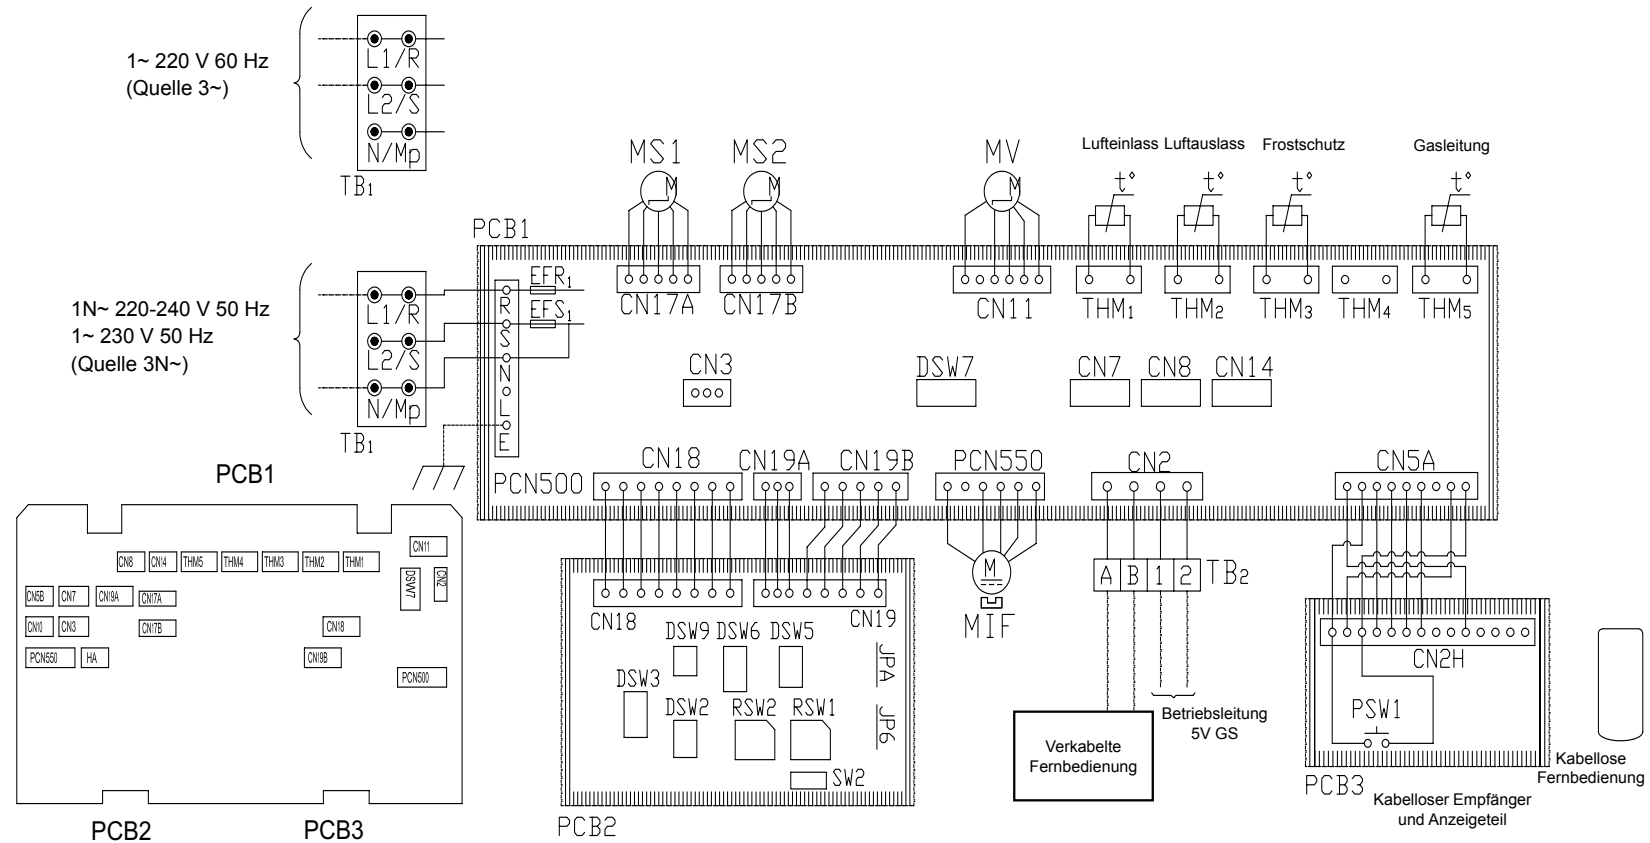 1~ 220 V 60 Hz
(Quelle 3~)
L1/R
L2/S
N/Mp
TB1
1N~ 220-240 V 50 Hz
1~ 230 V 50 Hz
(Quelle 3N~)
L1/R
L2/S
N/Mp
TB1
PCB1
MS1
MS2
MV
M
M
M
Lufteinlass
Luftauslass
Frostschutz
Gasleitung
t°
t°
t°
t°
R
S
N
L
E
EFR1
EFS1
CN17A
CN17B
CN11
THM1
THM2
THM3
THM4
THM5
CN3
DSW7
CN7
CN8
CN14
PCN500
CN18
CN19A
CN19B
PCN550
CN2
CN5A
PCB1
CN11
CN8
CN14
THM5
THM4
THM3
THM2
THM1
DSW7
CN2
CN5B
CN7
CN19A
CN17A
CN10
CN3
CN17B
CN18
PCN550
HA
CN19B
PCN500
PCB2
PCB3
CN18
CN19
DSW9
DSW6
DSW5
JPA
DSW3
DSW2
RSW2
RSW1
JP6
SW2
PCB2
M
MIF
A
B
1
2
TB2
Betriebsleitung
5V GS
Verkabelte
Fernbedienung
CN2H
PSW1
PCB3
Kabelloser Empfänger
und Anzeigeteil
Kabellose
Fernbedienung